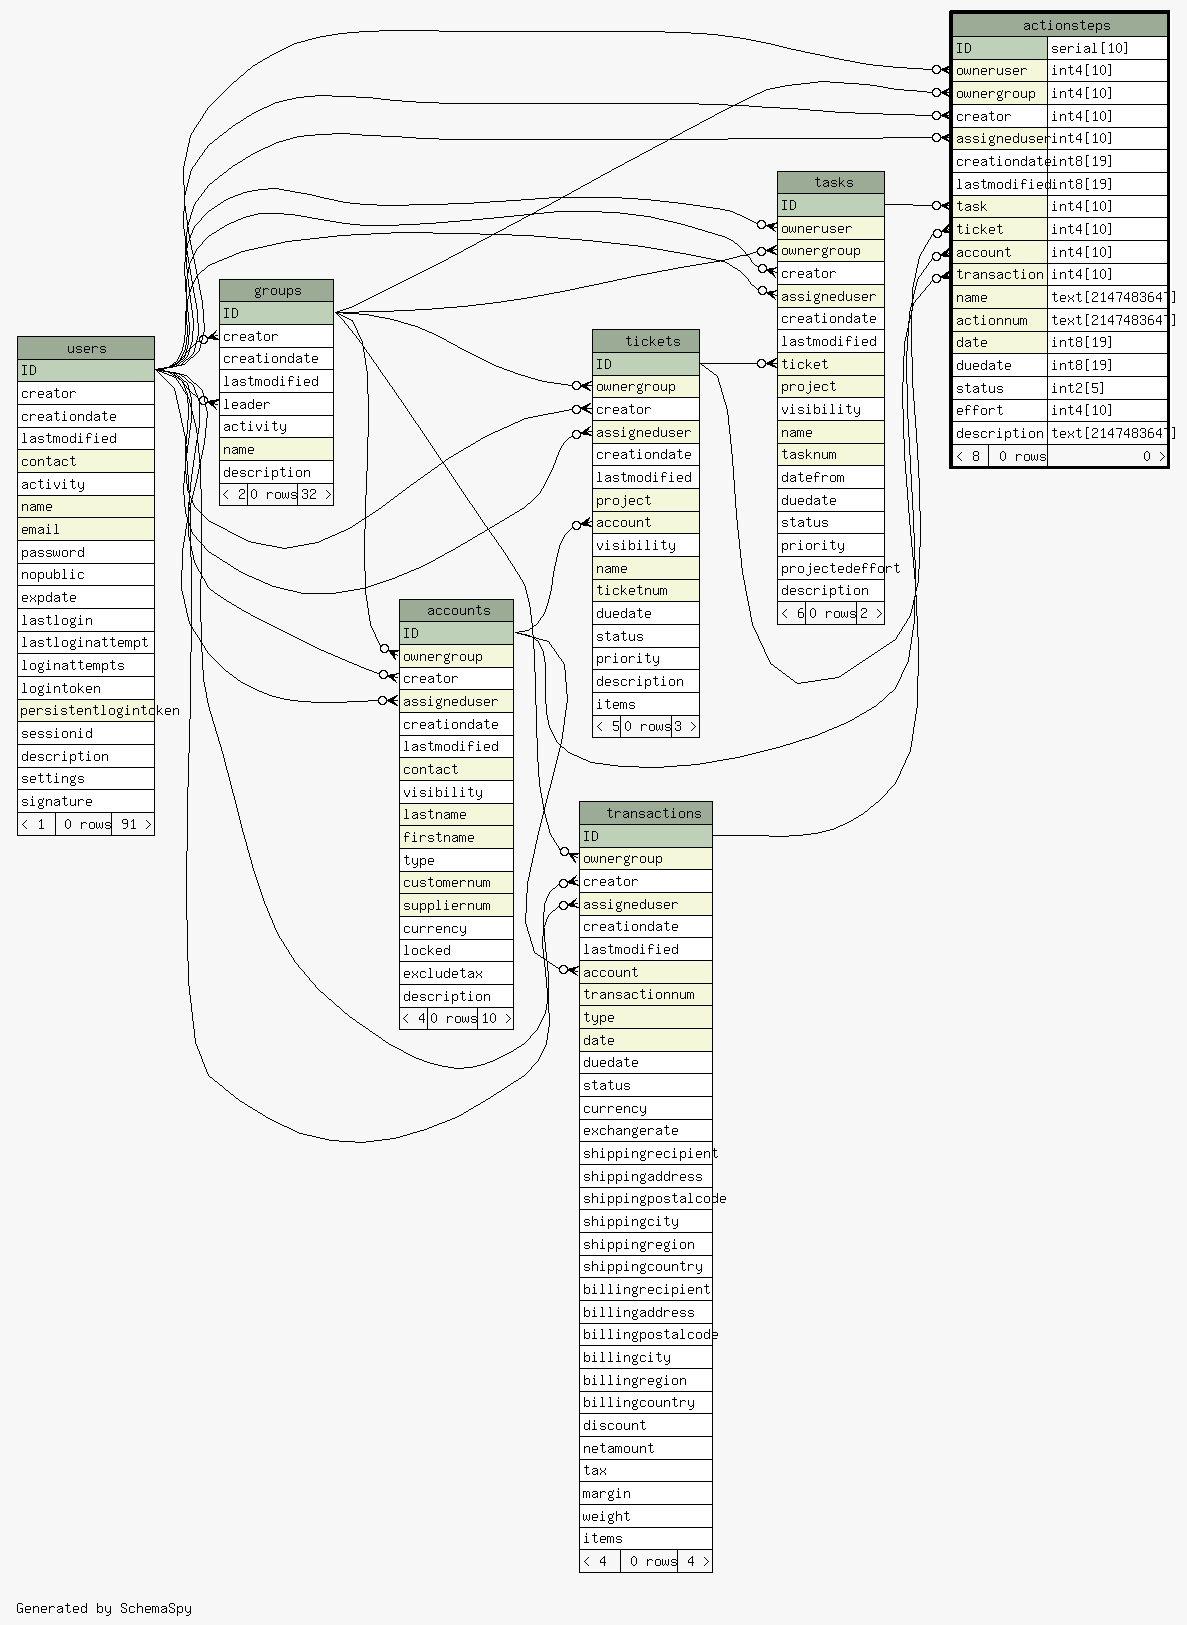 actionsteps
ID serial[10]
owneruser int4[10]
ownergroup int4[10]
creator int4[10]
assigneduser int4[10]
creationdate int8[19]
lastmodified int8[19]
task int4[10]
ticket int4[10]
account int4[10]
transaction int4[10]
name text[2147483647]
actionnum text[2147483647]
date int8[19]
duedate int8[19]
status int2[5]
effort int4[10]
description text[2147483647]
< 8 0 rows 0 >
tasks
ID
owneruser
ownergroup
creator
assigneduser
creationdate
lastmodified
ticket
project
visibility
name
tasknum
datefrom
duedate
status
priority
projectedeffort
description
< 6 0 rows 2 >
groups
ID
creator
creationdate
lastmodified
leader
activity
name
description
< 2 0 rows 32 >
tickets
ID
ownergroup
creator
assigneduser
creationdate
lastmodified
project
account
visibility
name
ticketnum
duedate
status
priority
description
items
< 5 0 rows 3 >
users
ID
creator
creationdate
lastmodified
contact
activity
name
email
password
nopublic
expdate
lastlogin
lastloginattempt
loginattempts
logintoken
persistentlogintoken
sessionid
description
settings
signature
< 1 0 rows 91 >
accounts
ID
ownergroup
creator
assigneduser
creationdate
lastmodified
contact
visibility
lastname
firstname
type
customernum
suppliernum
currency
locked
excludetax
description
< 4 0 rows 10 >
transactions
ID
ownergroup
creator
assigneduser
creationdate
lastmodified
account
transactionnum
type
date
duedate
status
currency
exchangerate
shippingrecipient
shippingaddress
shippingpostalcode
shippingcity
shippingregion
shippingcountry
billingrecipient
billingaddress
billingpostalcode
billingcity
billingregion
billingcountry
discount
netamount
tax
margin
weight
items
< 4 0 rows 4 >
Generated by SchemaSpy